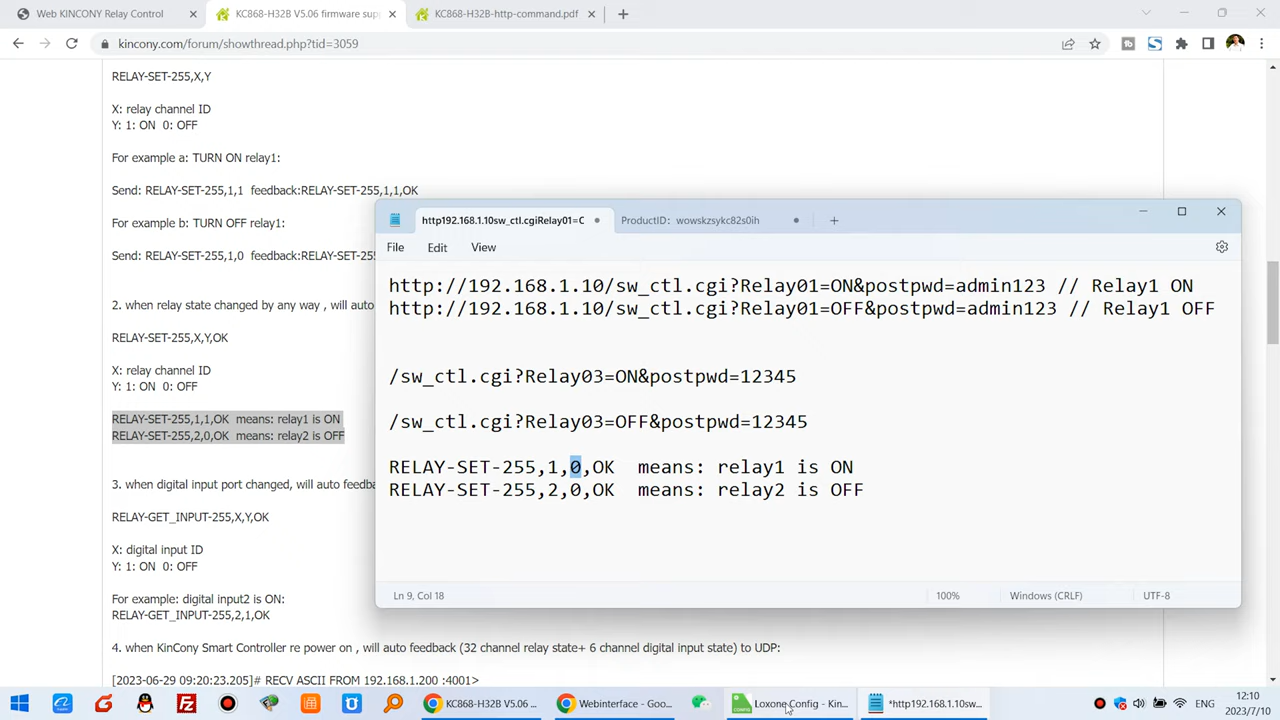 Web KINCONY Relay Control
KC868-H32B V5.06 firmware sup
KC868-H32B-http-command.pdf
kincony.com/forum/showthread.php?tid=3059
RELAY-SET-255,X,Y
X: relay channel ID
Y: 1: ON 0: OFF
For example a: TURN ON relay1:
Send: RELAY-SET-255,1,1 feedback:RELAY-SET-255,1,1,OK
For example b: TURN OFF relay1:
Send: RELAY-SET-255,1,0 feedback:RELAY-SET-255
2. when relay state changed by any way , will auto
RELAY-SET-255,X,Y,OK
X: relay channel ID
Y: 1: ON 0: OFF
RELAY-SET-255,1,1,OK means: relay1 is ON
RELAY-SET-255,2,0,OK means: relay2 is OFF
3. when digital input port changed, will auto feedba
RELAY-GET_INPUT-255,X,Y,OK
X: digital input ID
Y: 1: ON 0: OFF
For example: digital input2 is ON:
RELAY-GET_INPUT-255,2,1,OK
4. when KinCony Smart Controller re power on , will auto feedback (32 channel relay state+ 6 channel digital input state) to UDP:
[2023-06-29 09:20:23.205]# RECV ASCII FROM 192.168.1.200 :4001>
http192.168.1.10sw_ctl.cgiRelay01=C
ProductID: wowskzsykc82s0ih
File Edit View
http://192.168.1.10/sw_ctl.cgi?Relay01=ON&postpwd=admin123 // Relay1 ON
http://192.168.1.10/sw_ctl.cgi?Relay01=OFF&postpwd=admin123 // Relay1 OFF
/sw_ctl.cgi?Relay03=ON&postpwd=12345
/sw_ctl.cgi?Relay03=OFF&postpwd=12345
RELAY-SET-255,1,0,OK means: relay1 is ON
RELAY-SET-255,2,0,OK means: relay2 is OFF
Ln 9, Col 18 100% Windows (CRLF) UTF-8
KC868-H32B V5.06 ...
Webinterface - Goo...
CONFIG
Loxone Config - Kin...
*http192.168.1.10sw...
ENG
12:10
2023/7/10